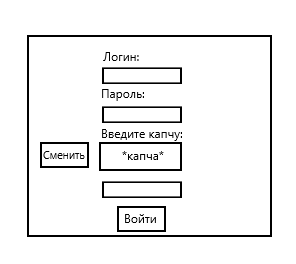 Логин:
Пароль:
Введите капчу:
Сменить
*капча*
Войти